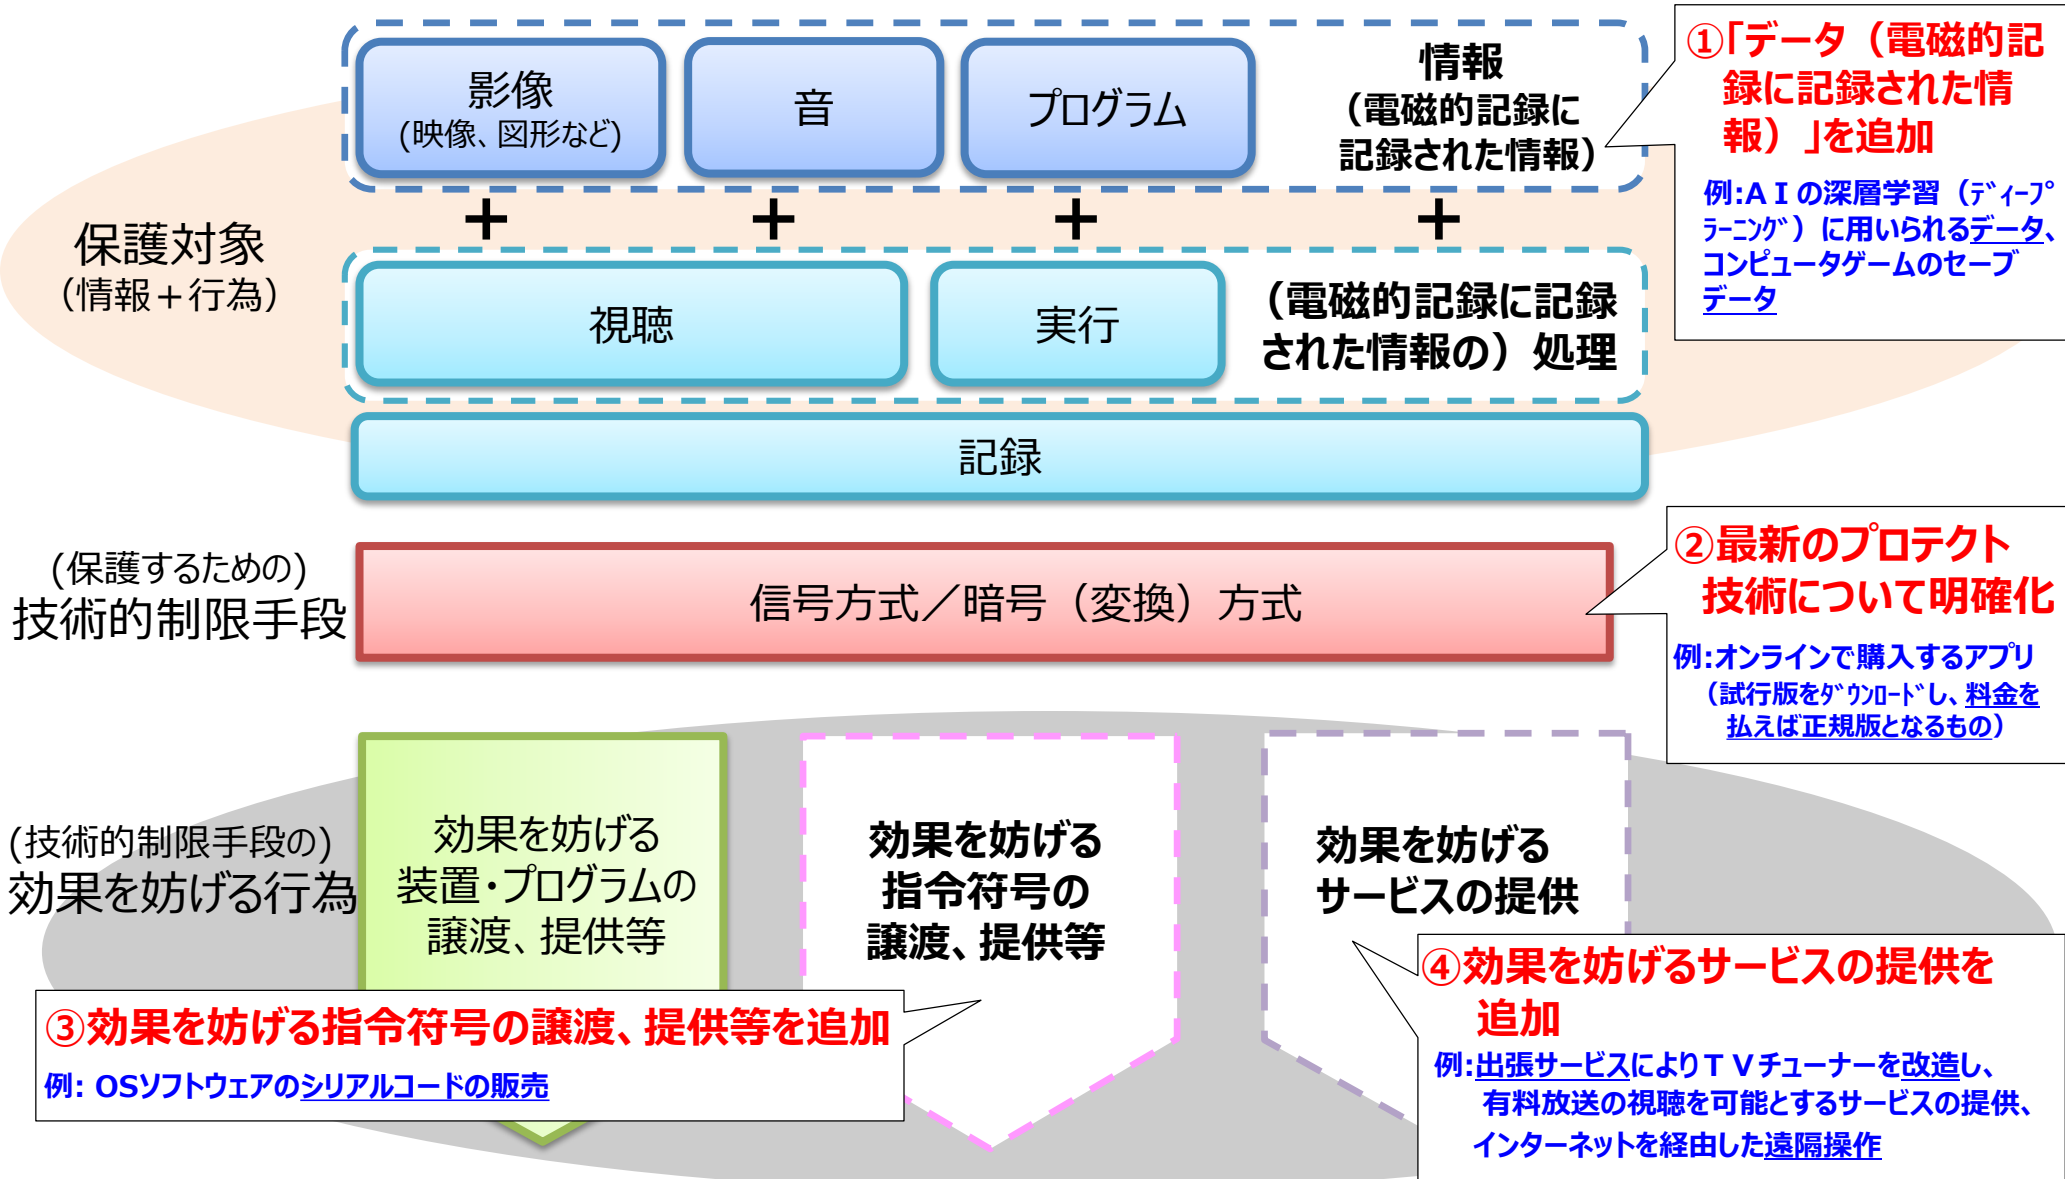 影像
(映像、図形など)
音
プログラム
情報
（電磁的記録に
記録された情報）
①「データ（電磁的記
録に記録された情
報）」を追加
例:ＡＩの深層学習（ﾃﾞｨｰﾌﾟ
ﾗｰﾆﾝｸﾞ）に用いられるデータ、
コンピュータゲームのセーブ
データ
＋
＋
＋
＋
保護対象
（情報＋行為）
視聴
実行
（電磁的記録に記録
された情報の）処理
記録
(保護するための)
技術的制限手段
信号方式／暗号（変換）方式
②最新のプロテクト
技術について明確化
例:オンラインで購入するアプリ
（試行版をﾀﾞｳﾝﾛｰﾄﾞし、料金を
払えば正規版となるもの）
(技術的制限手段の)
効果を妨げる行為
効果を妨げる
装置・プログラムの
譲渡、提供等
効果を妨げる
指令符号の
譲渡、提供等
効果を妨げる
サービスの提供
③効果を妨げる指令符号の譲渡、提供等を追加
例: OSソフトウェアのシリアルコードの販売
④効果を妨げるサービスの提供を
追加
例:出張サービスによりＴＶチューナーを改造し、
有料放送の視聴を可能とするサービスの提供、
インターネットを経由した遠隔操作